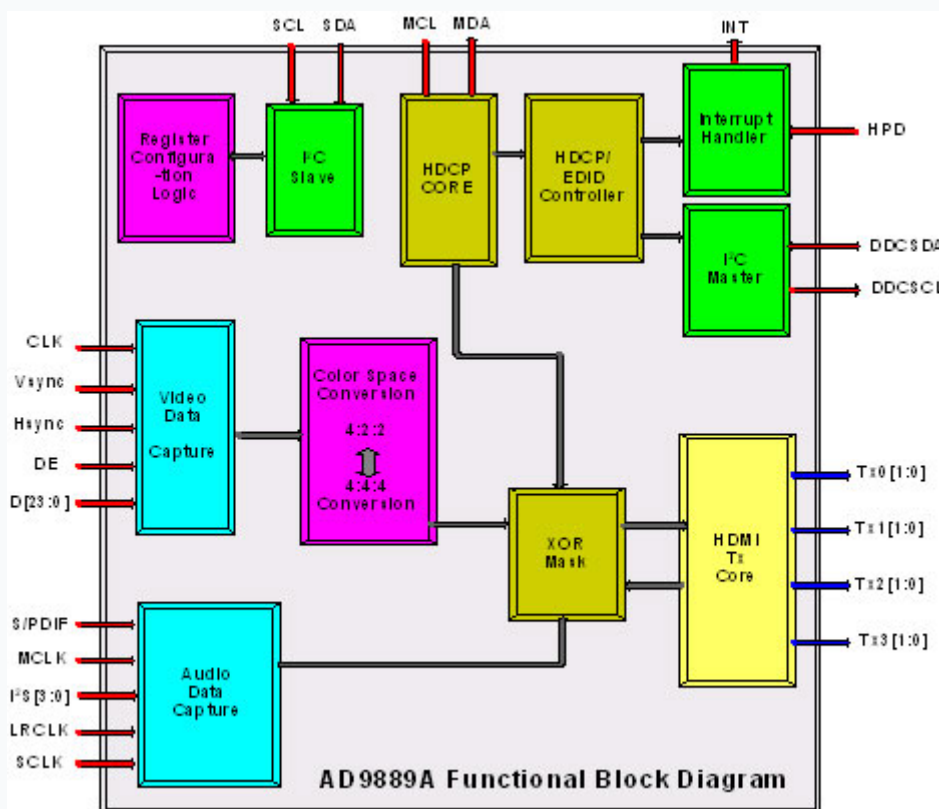 SCL SDA MCL MDA INT
Register
Configura
-tion
Logic
I²C
Slave
HDCP
CORE
HDCP/
EDID
Controller
Interrupt
Handler
HPD
I²C
Master
DDCSDA
DDCSCL
CLK
Vsync
Hsync
DE
D[23:0]
Video
Data
Capture
Color Space
Conversion
4:2:2
4:4:4
Conversion
XOR
Mask
HDMI
Tx
Core
Tx0[1:0]
Tx1[1:0]
Tx2[1:0]
Tx3[1:0]
S/PDIF
MCLK
I²S[3:0]
LRCLK
SCLK
Audio
Data
Capture
AD9889A Functional Block Diagram